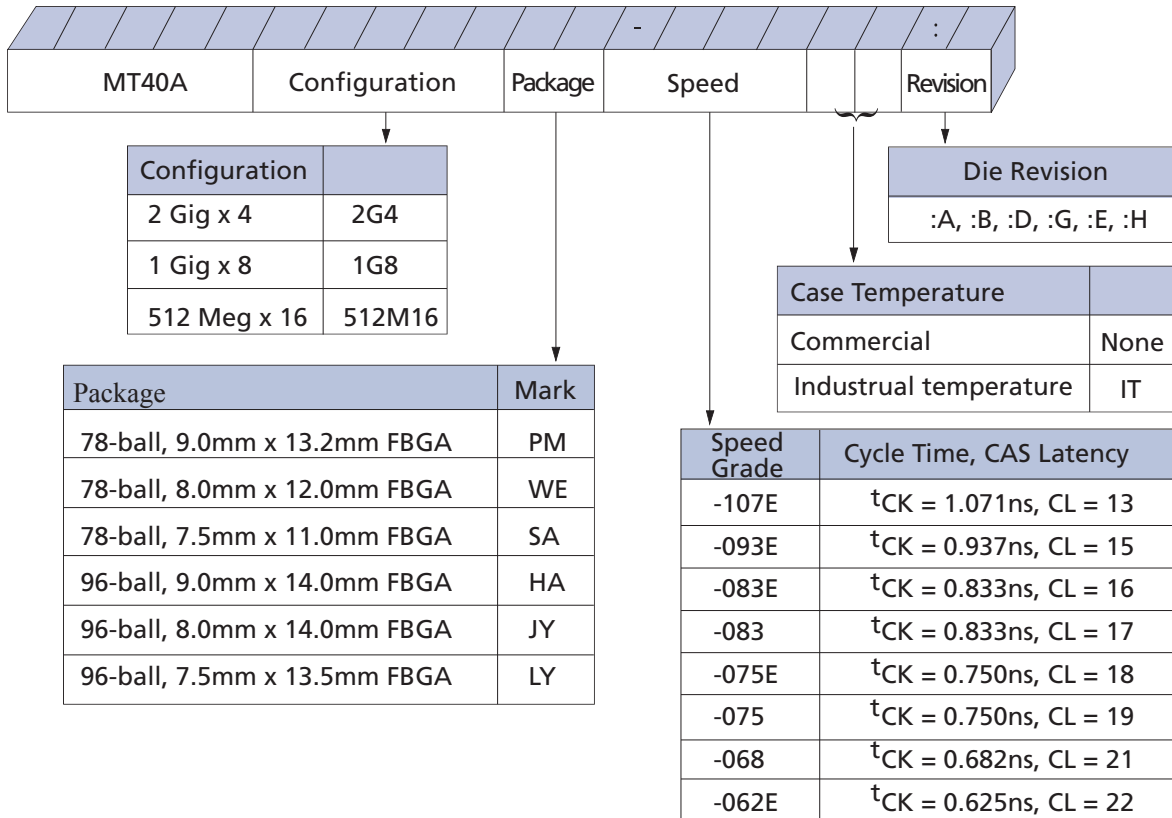 - :
MT40A Configuration Package Speed Revision
Configuration
2 Gig x 4 2G4
1 Gig x 8 1G8
512 Meg x 16 512M16
Package Mark
78-ball, 9.0mm x 13.2mm FBGA PM
78-ball, 8.0mm x 12.0mm FBGA WE
78-ball, 7.5mm x 11.0mm FBGA SA
96-ball, 9.0mm x 14.0mm FBGA HA
96-ball, 8.0mm x 14.0mm FBGA JY
96-ball, 7.5mm x 13.5mm FBGA LY
Die Revision
:A, :B, :D, :G, :E, :H
Case Temperature
Commercial None
Industrual temperature IT
Speed
Grade
Cycle Time, CAS Latency
-107E tCK = 1.071ns, CL = 13
-093E tCK = 0.937ns, CL = 15
-083E tCK = 0.833ns, CL = 16
-083 tCK = 0.833ns, CL = 17
-075E tCK = 0.750ns, CL = 18
-075 tCK = 0.750ns, CL = 19
-068 tCK = 0.682ns, CL = 21
-062E tCK = 0.625ns, CL = 22